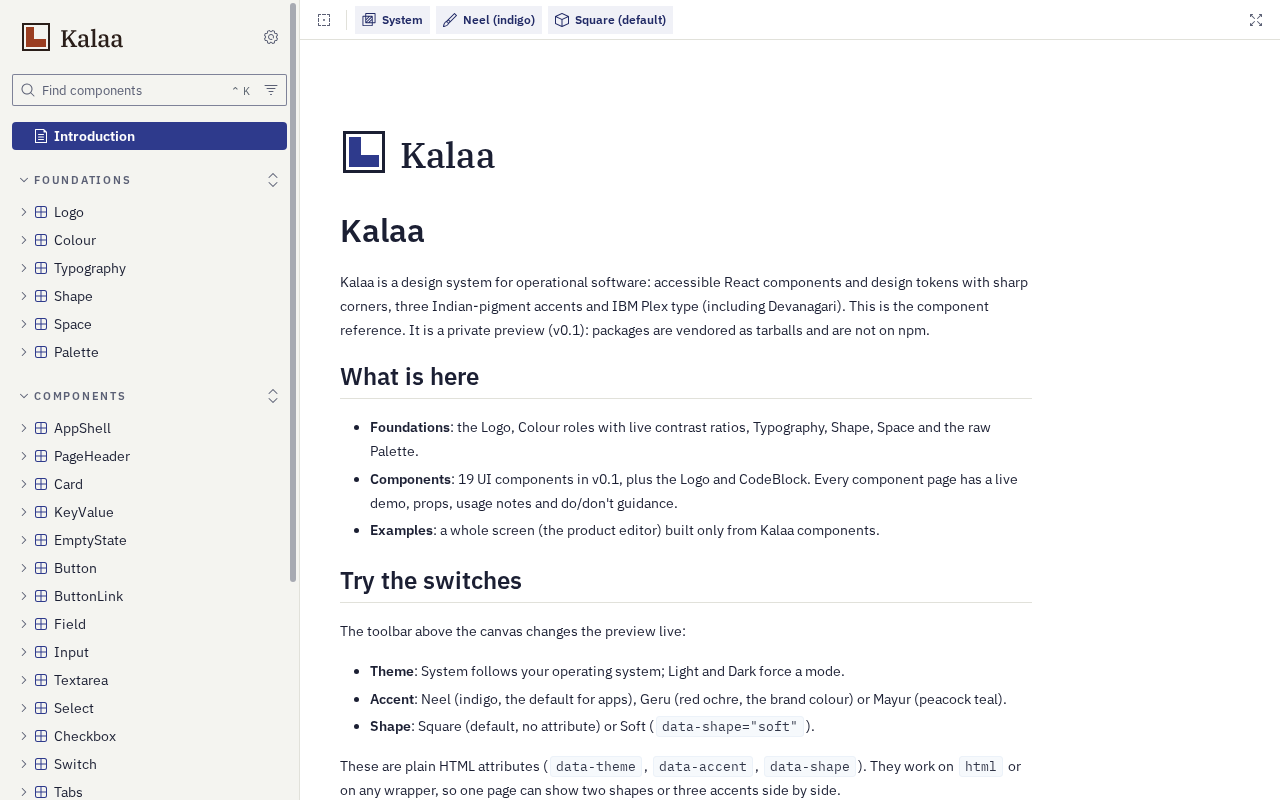 Kalaa
Find components
⌃ K
Introduction
FOUNDATIONS
Logo
Colour
Typography
Shape
Space
Palette
COMPONENTS
AppShell
PageHeader
Card
KeyValue
EmptyState
Button
ButtonLink
Field
Input
Textarea
Select
Checkbox
Switch
Tabs
System
Neel (indigo)
Square (default)
Kalaa
Kalaa
Kalaa is a design system for operational software: accessible React components and design tokens with sharp
corners, three Indian-pigment accents and IBM Plex type (including Devanagari). This is the component
reference. It is a private preview (v0.1): packages are vendored as tarballs and are not on npm.
What is here
Foundations: the Logo, Colour roles with live contrast ratios, Typography, Shape, Space and the raw
Palette.
Components: 19 UI components in v0.1, plus the Logo and CodeBlock. Every component page has a live
demo, props, usage notes and do/don't guidance.
Examples: a whole screen (the product editor) built only from Kalaa components.
Try the switches
The toolbar above the canvas changes the preview live:
Theme: System follows your operating system; Light and Dark force a mode.
Accent: Neel (indigo, the default for apps), Geru (red ochre, the brand colour) or Mayur (peacock teal).
Shape: Square (default, no attribute) or Soft ( data-shape="soft" ).
These are plain HTML attributes ( data-theme , data-accent , data-shape ). They work on html or
on any wrapper, so one page can show two shapes or three accents side by side.